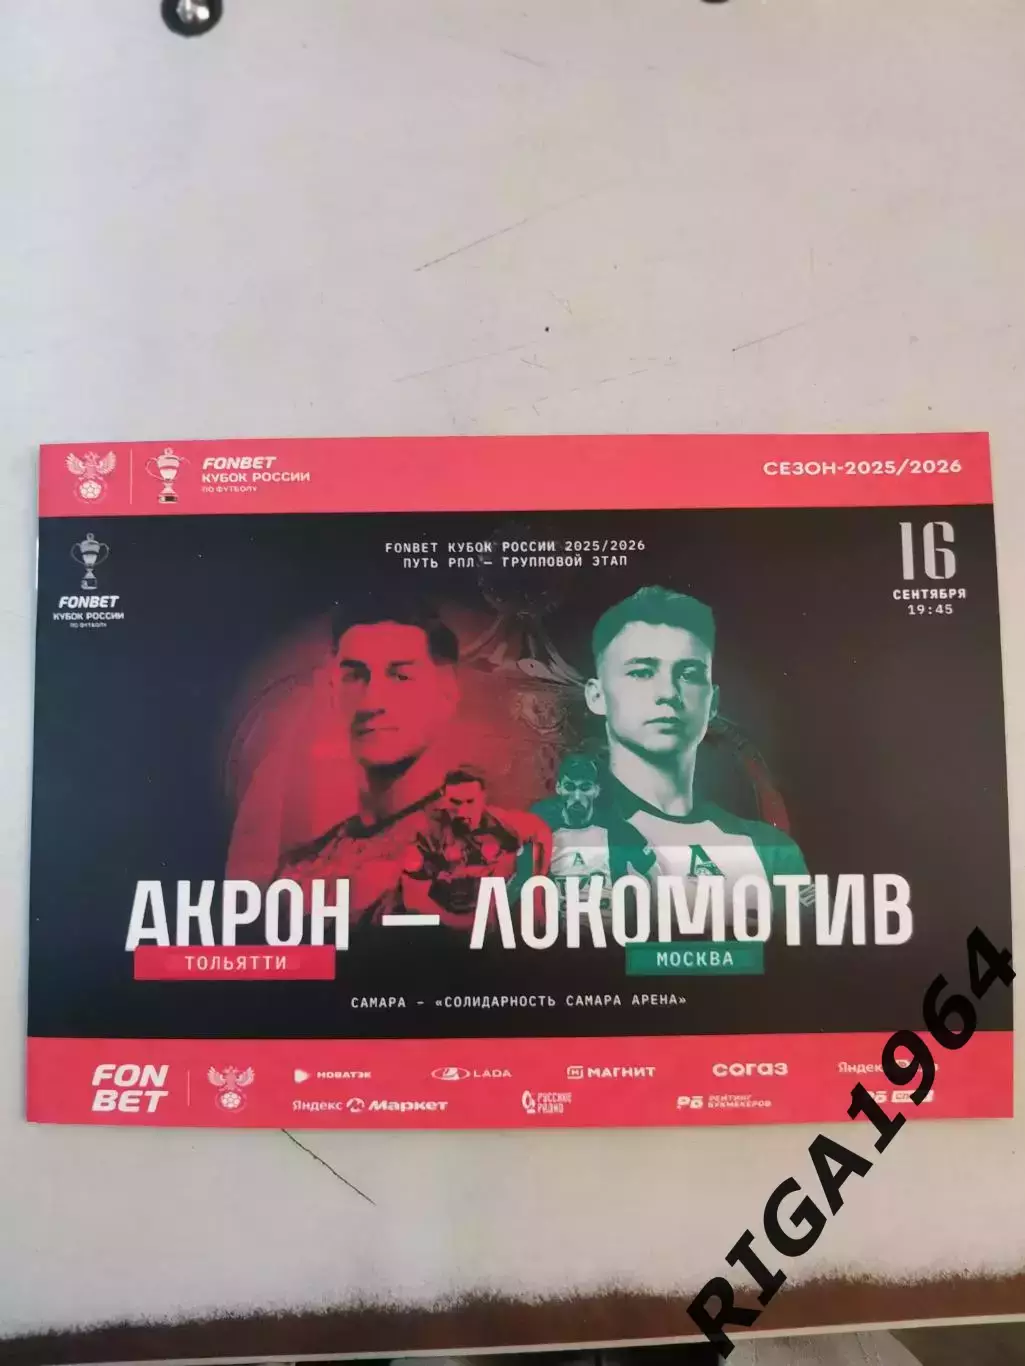 FONBET
КУБОК РОССИИ
ПО ФУТБОЛУ
СЕЗОН-2025/2026
FONBET КУБОК РОССИИ 2025/2026
ПУТЬ РПЛ – ГРУППОВОЙ ЭТАП
16
СЕНТЯБРЯ
19:45
FONBET
КУБОК РОССИИ
ПО ФУТБОЛУ
АКРОН – ЛОКОМОТИВ
ТОЛЬЯТТИ
МОСКВА
САМАРА – «СОЛИДАРНОСТЬ САМАРА АРЕНА»
FON
BET
НОВАТЭК
LADA
МАГНИТ
СОГАЗ
Яндекс
Яндекс Маркет
РУССКОЕ
РАДИО
РБ РЕЙТИНГ
БУКМЕКЕРОВ
RIGA1964